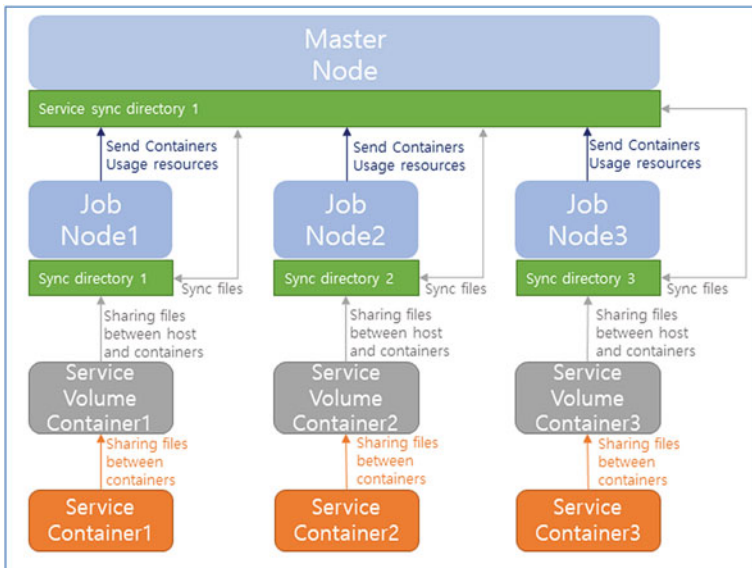 Master
Node
Service sync directory 1
Send Containers
Usage resources
Send Containers
Usage resources
Send Containers
Usage resources
Job
Node1
Job
Node2
Job
Node3
Sync directory 1
Sync files
Sync directory 2
Sync files
Sync directory 3
Sync files
Sharing files
between host
and containers
Sharing files
between host
and containers
Sharing files
between host
and containers
Service
Volume
Container1
Service
Volume
Container2
Service
Volume
Container3
Sharing files
between
containers
Sharing files
between
containers
Sharing files
between
containers
Service
Container1
Service
Container2
Service
Container3